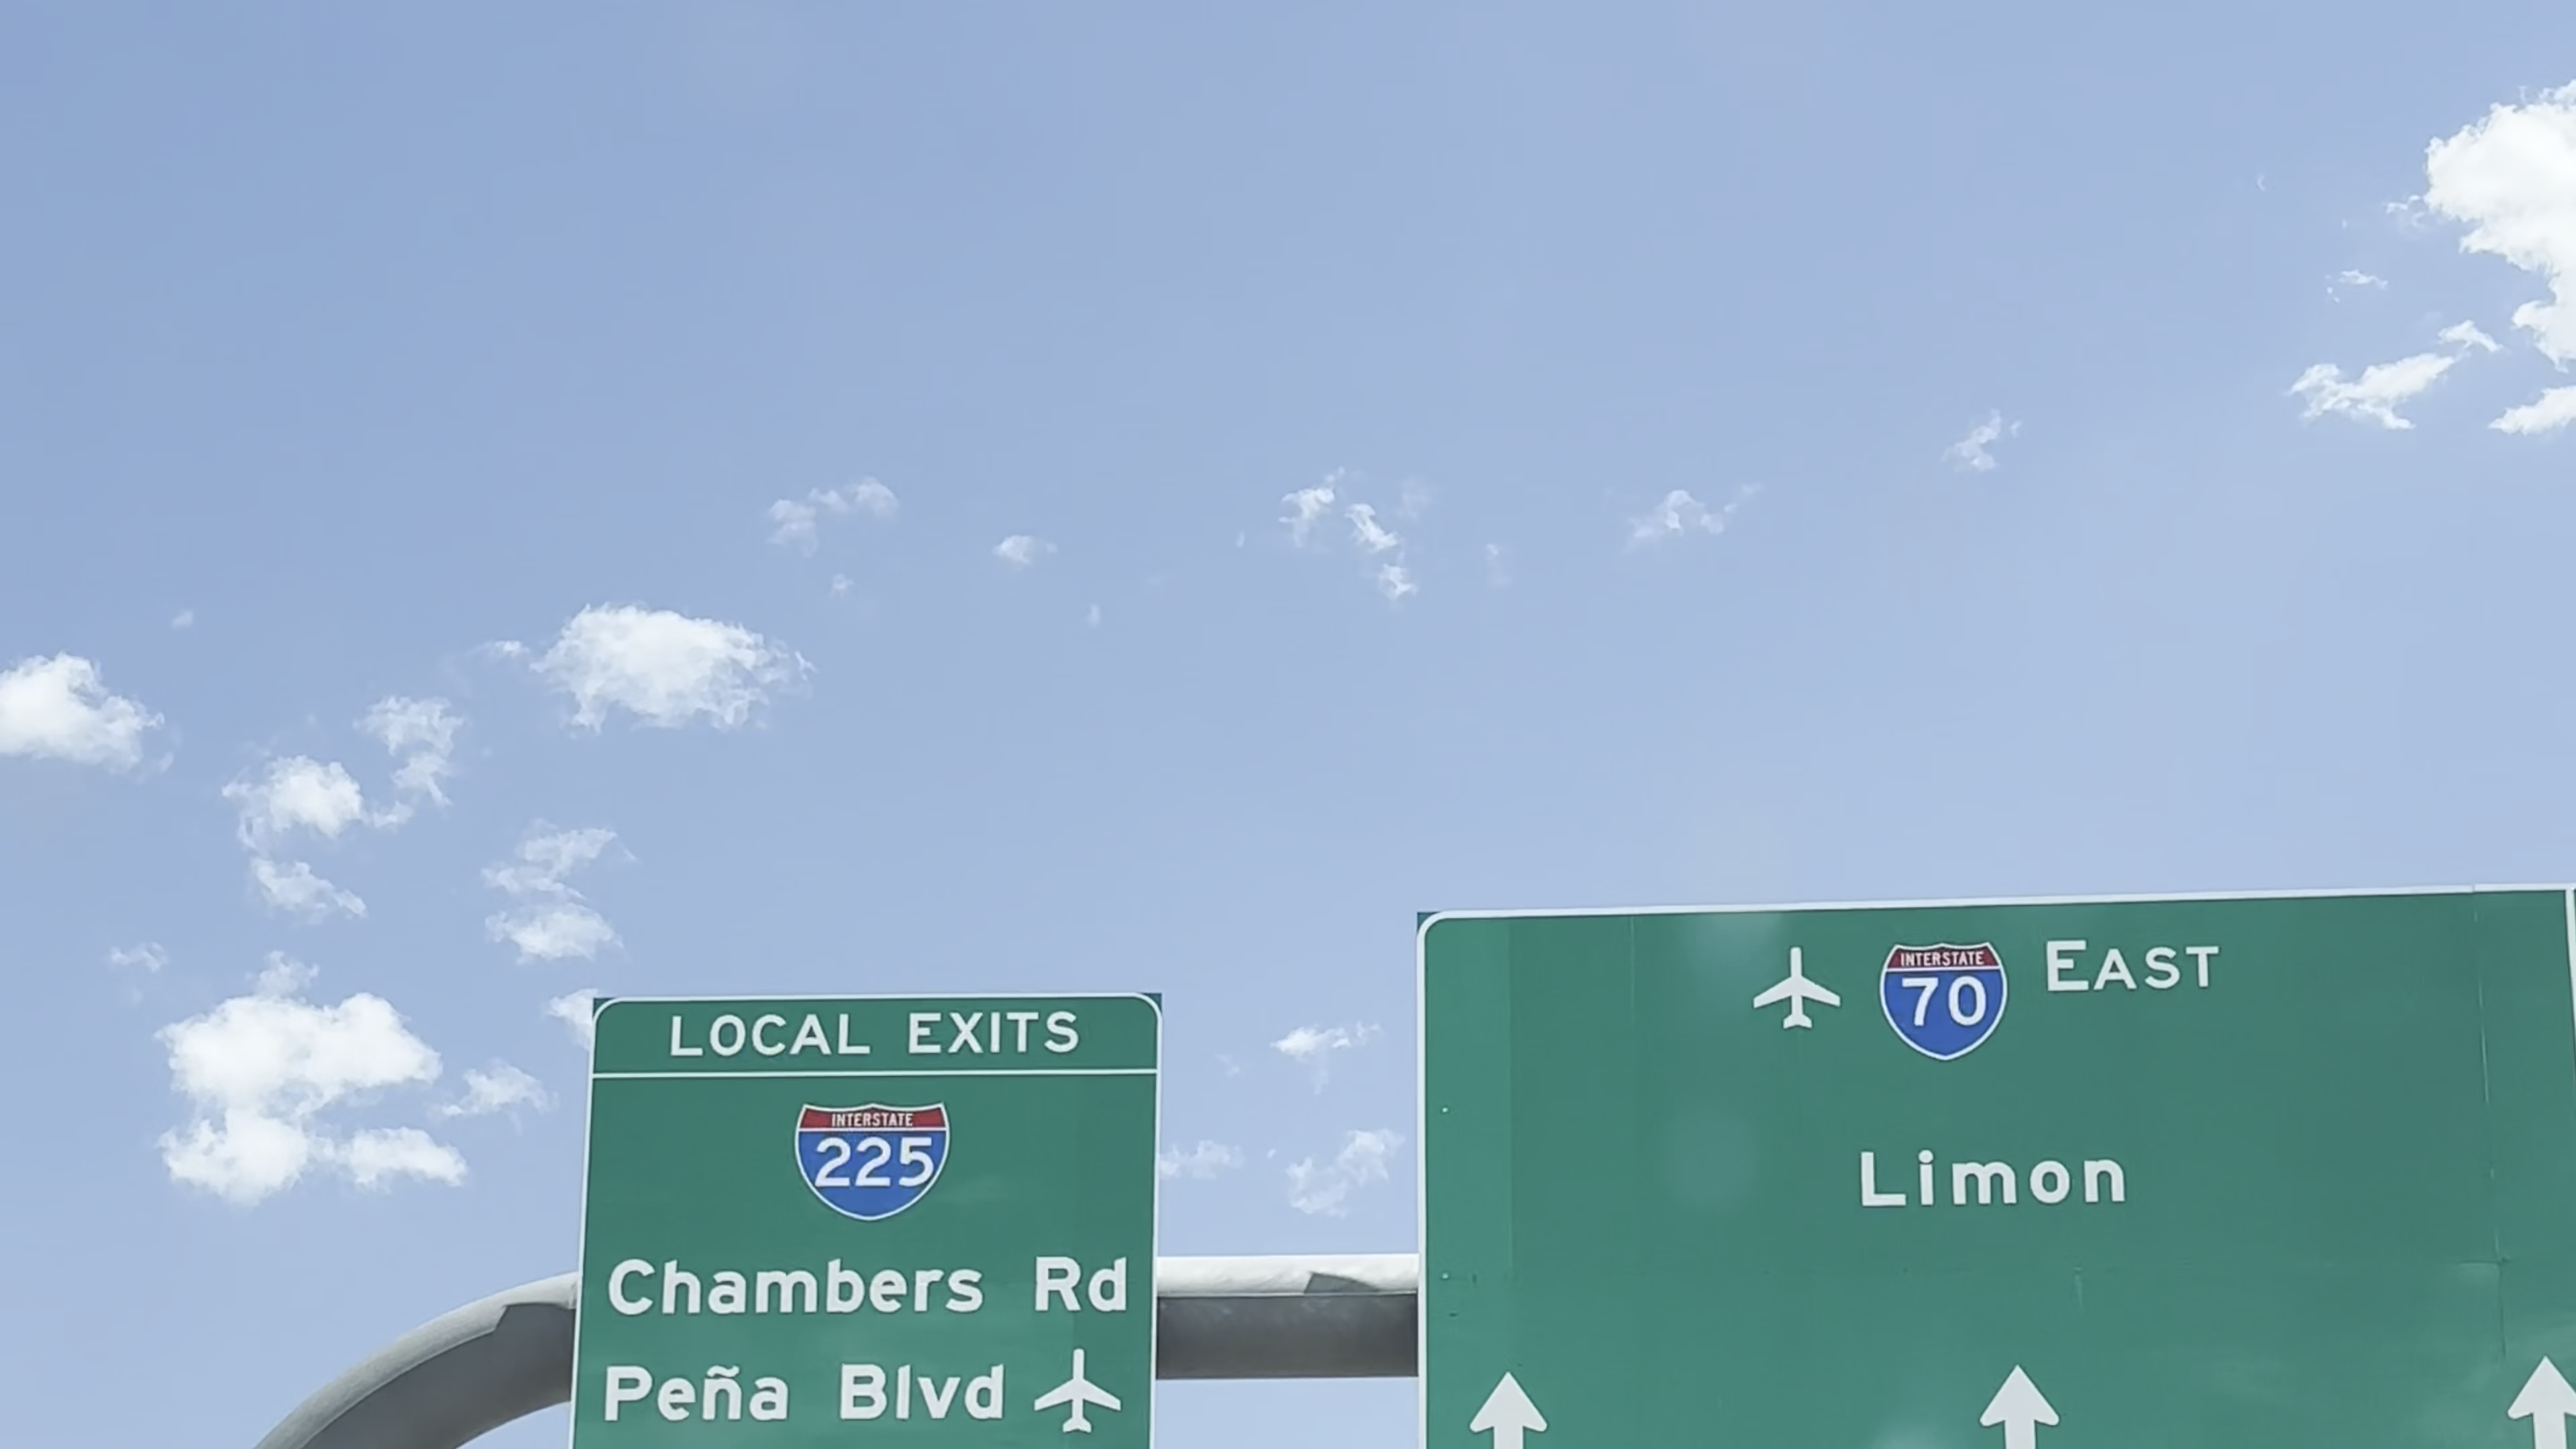 LOCAL EXITS
INTERSTATE
225
Chambers Rd
Peña Blvd
INTERSTATE
70
EAST
Limon